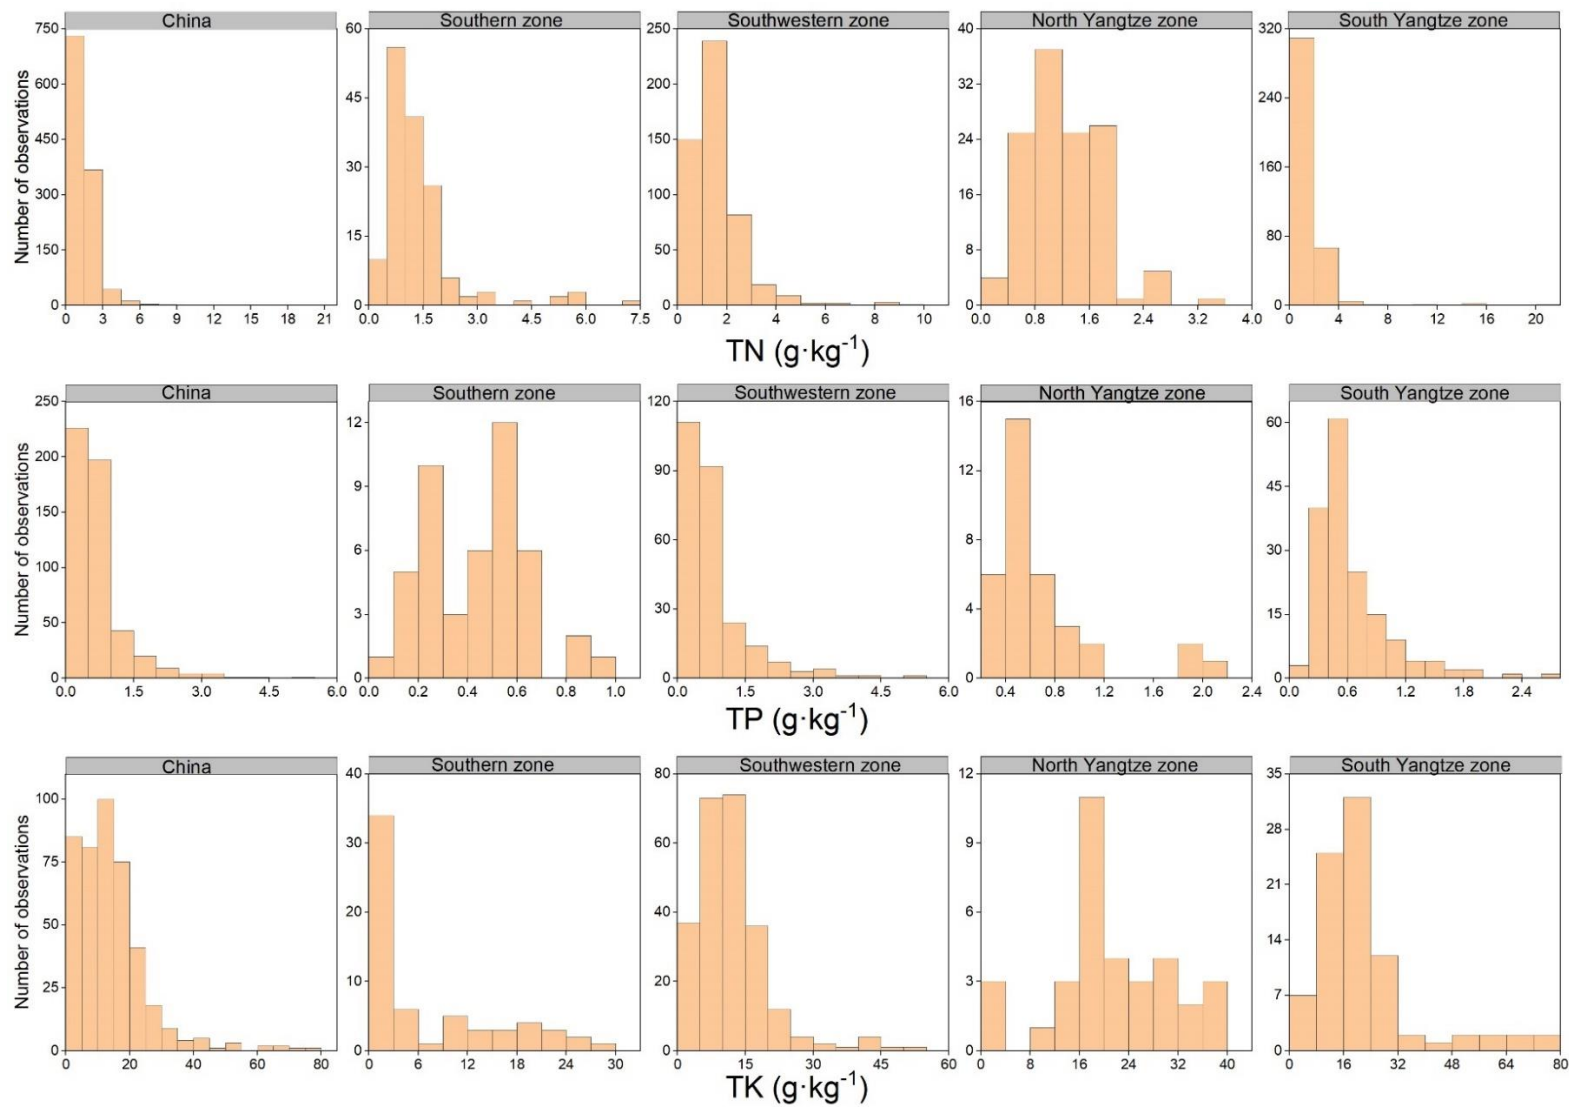 China Southern zone Southwestern zone North Yangtze zone South Yangtze zone
Number of observations
750 600 450 300 150 0
0 3 6 9 12 15 18 21
60 45 30 15 0
0.0 1.5 3.0 4.5 6.0 7.5
250 200 150 100 50 0
0 2 4 6 8 10
40 32 24 16 8 0
0.0 0.8 1.6 2.4 3.2 4.0
320 240 160 80 0
0 4 8 12 16 20
TN (g·kg⁻¹)
China Southern zone Southwestern zone North Yangtze zone South Yangtze zone
Number of observations
250 200 150 100 50 0
0.0 1.5 3.0 4.5 6.0
12 9 6 3 0
0.0 0.2 0.4 0.6 0.8 1.0
120 90 60 30 0
0.0 1.5 3.0 4.5 6.0
16 12 8 4 0
0.4 0.8 1.2 1.6 2.0 2.4
60 45 30 15 0
0.0 0.6 1.2 1.8 2.4
TP (g·kg⁻¹)
China Southern zone Southwestern zone North Yangtze zone South Yangtze zone
Number of observations
100 75 50 25 0
0 20 40 60 80
40 30 20 10 0
0 6 12 18 24 30
80 60 40 20 0
0 15 30 45 60
12 9 6 3 0
0 8 16 24 32 40
35 28 21 14 7 0
0 16 32 48 64 80
TK (g·kg⁻¹)